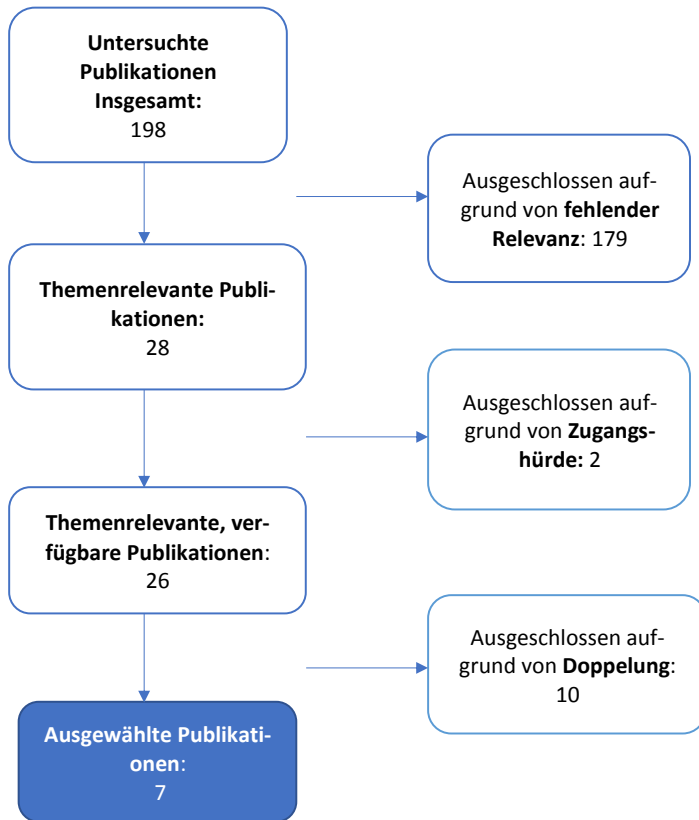 Untersuchte
Publikationen
Insgesamt:
198
Ausgeschlossen auf-
grund von fehlender
Relevanz: 179
Themenrelevante Publi-
kationen:
28
Ausgeschlossen auf-
grund von Zugangs-
hürde: 2
Themenrelevante, ver-
fügbare Publikationen:
26
Ausgeschlossen auf-
grund von Doppelung:
10
Ausgewählte Publikati-
onen:
7